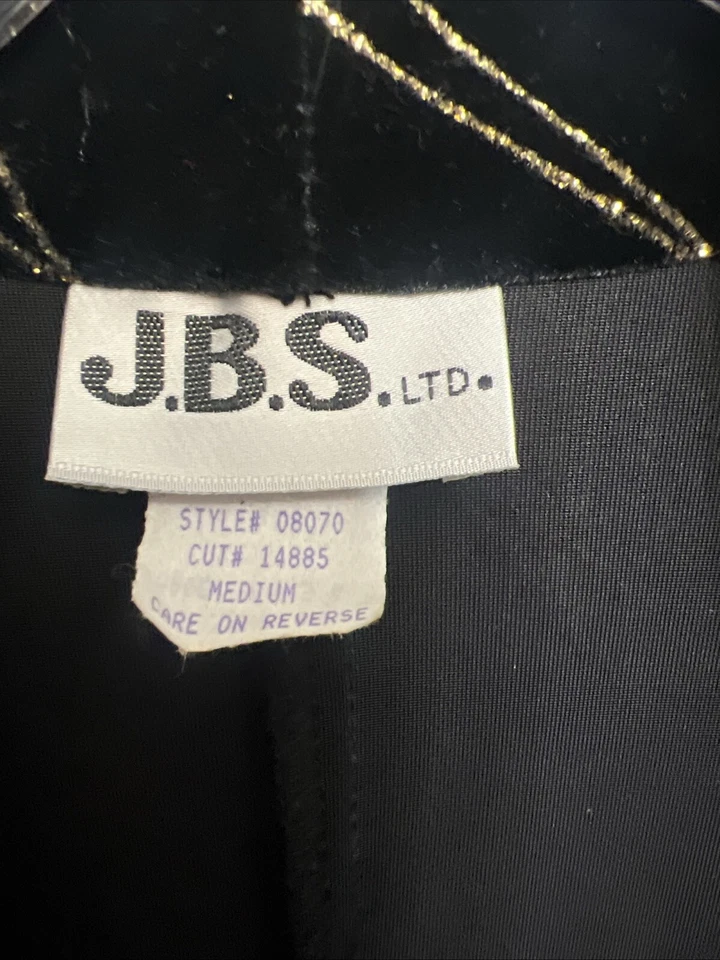 J.B.S. LTD.
STYLE# 08070
CUT# 14885
MEDIUM
CARE ON REVERSE